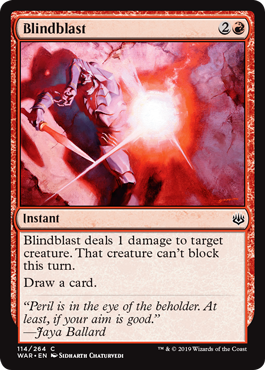 Blindblast 2
Instant
Blindblast deals 1 damage to target
creature. That creature can't block
this turn.
Draw a card.
“Peril is in the eye of the beholder. At
least, if your aim is good.”
—Jaya Ballard
114/264 C
WAR • EN SIDHARTH CHATURVEDI
™ & © 2019 Wizards of the Coast